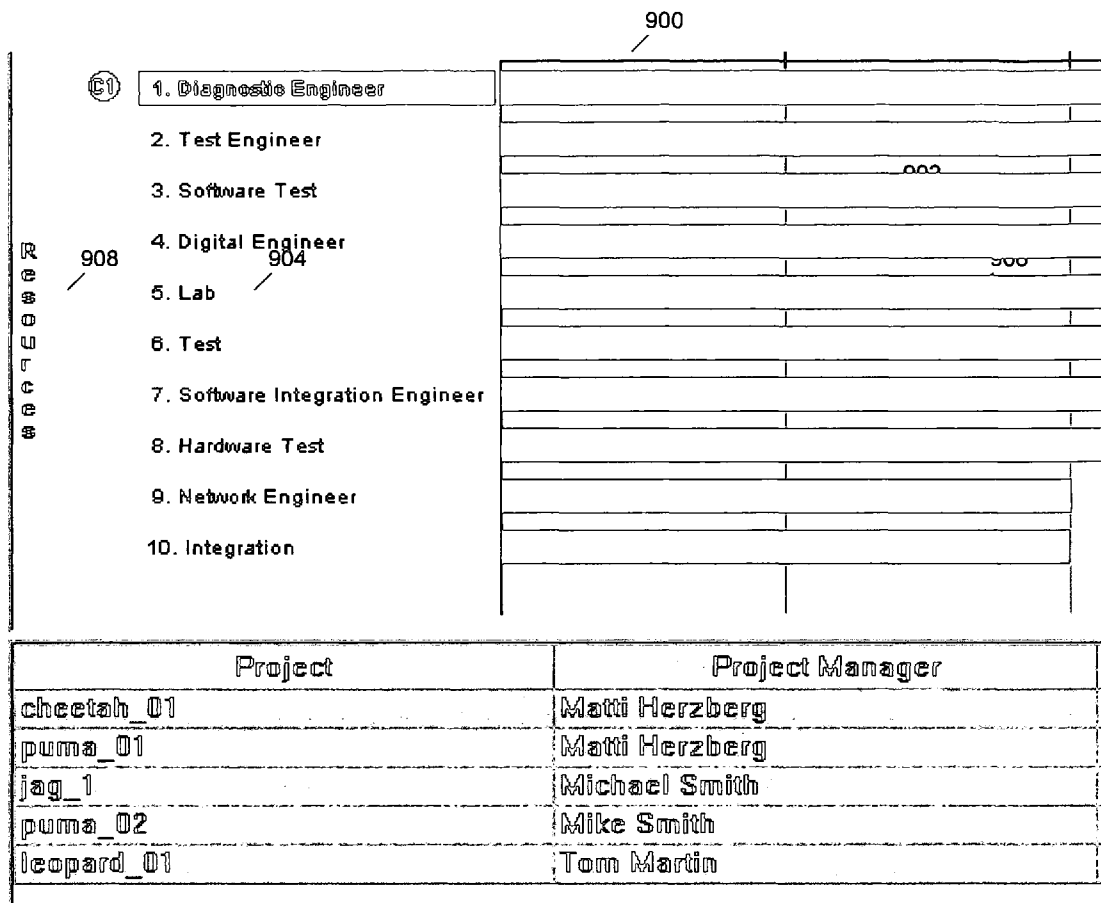 900
C1 1. Diagnostic Engineer
2. Test Engineer
3. Software Test
4. Digital Engineer
Resources
908
904
5. Lab
6. Test
7. Software Integration Engineer
8. Hardware Test
9. Network Engineer
10. Integration
Project Project Manager
cheetah_01 Matti Herzberg
puma_01 Matti Herzberg
jag_1 Michael Smith
puma_02 Mike Smith
leopard_01 Tom Martin